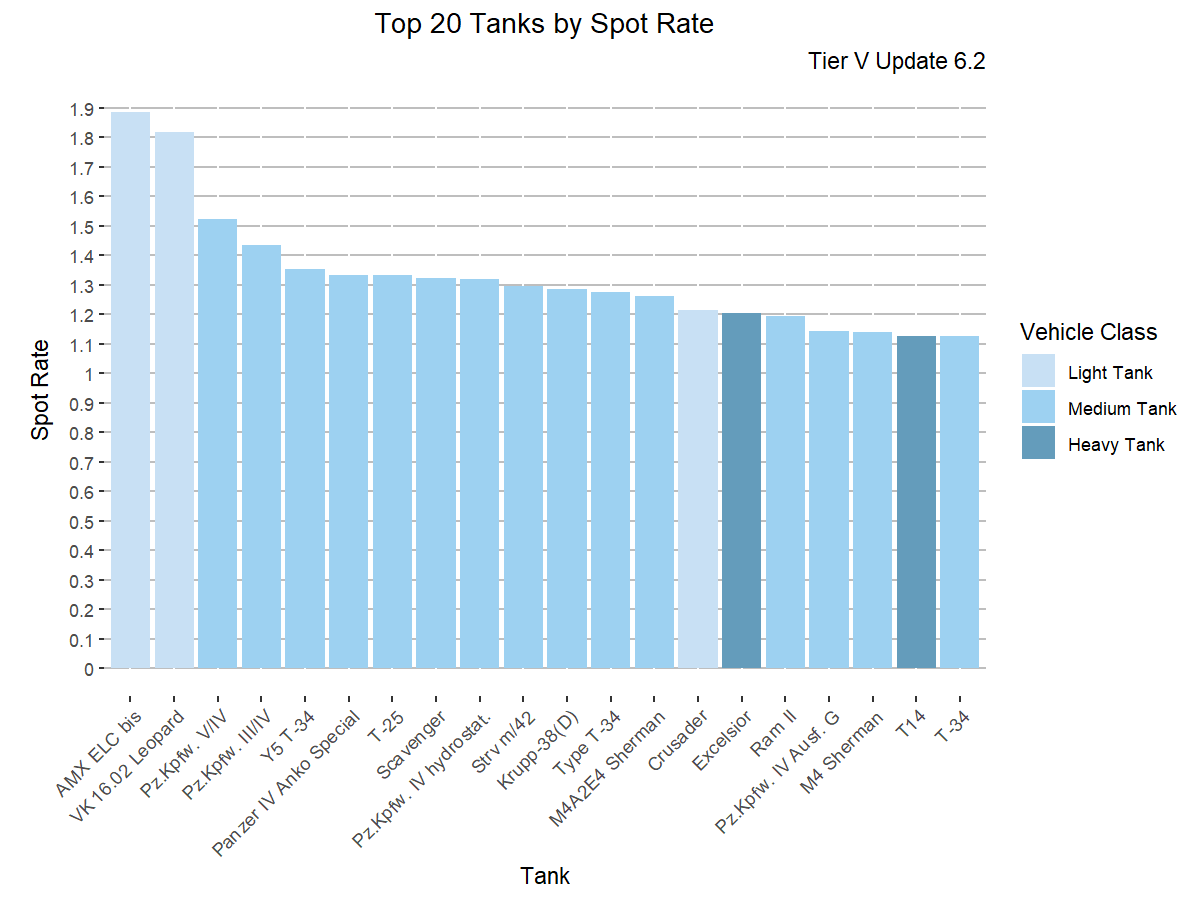 Top 20 Tanks by Spot Rate
Tier V Update 6.2
1.9
1.8
1.7
1.6
1.5
1.4
1.3
1.2
1.1
1
0.9
0.8
0.7
0.6
0.5
0.4
0.3
0.2
0.1
0
Spot Rate
AMX ELC bis
VK 16.02 Leopard
Pz.Kpfw. V/IV
Pz.Kpfw. III/IV
Y5 T-34
Panzer IV Anko Special
T-25
Scavenger
Pz.Kpfw. IV hydrostat.
Strv m/42
Krupp-38(D)
Type T-34
M4A2E4 Sherman
Crusader
Excelsior
Ram II
Pz.Kpfw. IV Ausf. G
M4 Sherman
T14
T-34
Tank
Vehicle Class
Light Tank
Medium Tank
Heavy Tank